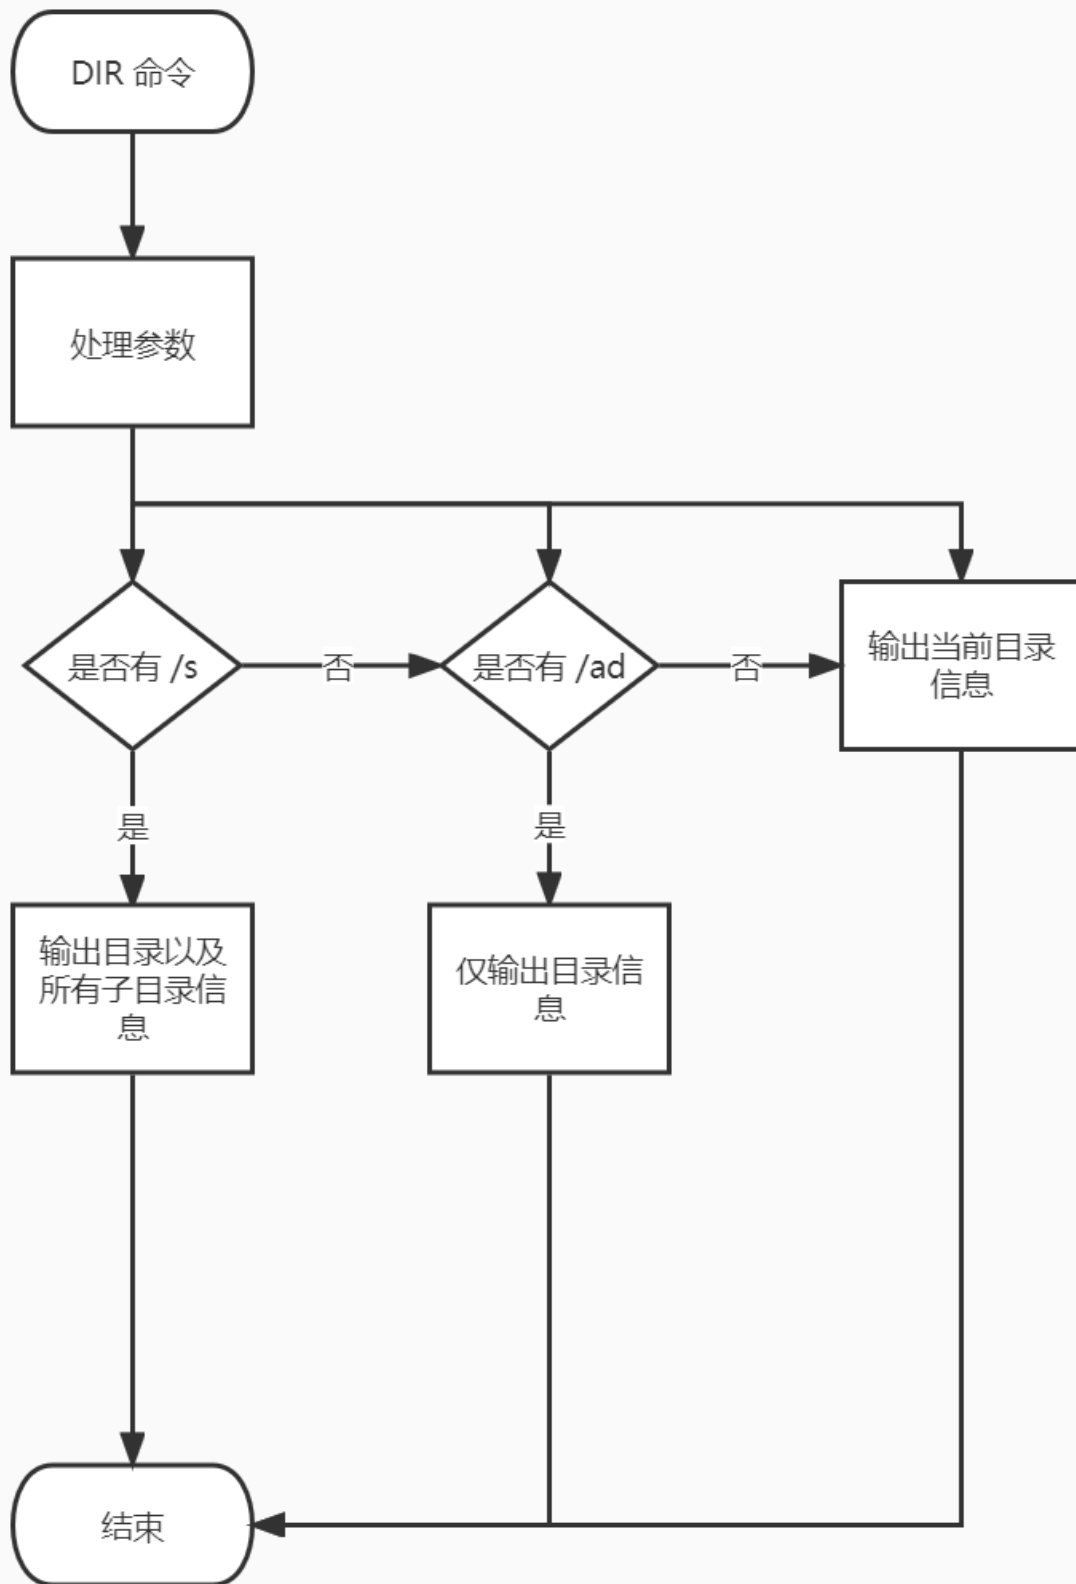 DIR 命令
处理参数
是否有 /s
否
是否有 /ad
否
输出当前目录
信息
是
是
输出目录以及
所有子目录信
息
仅输出目录信
息
结束